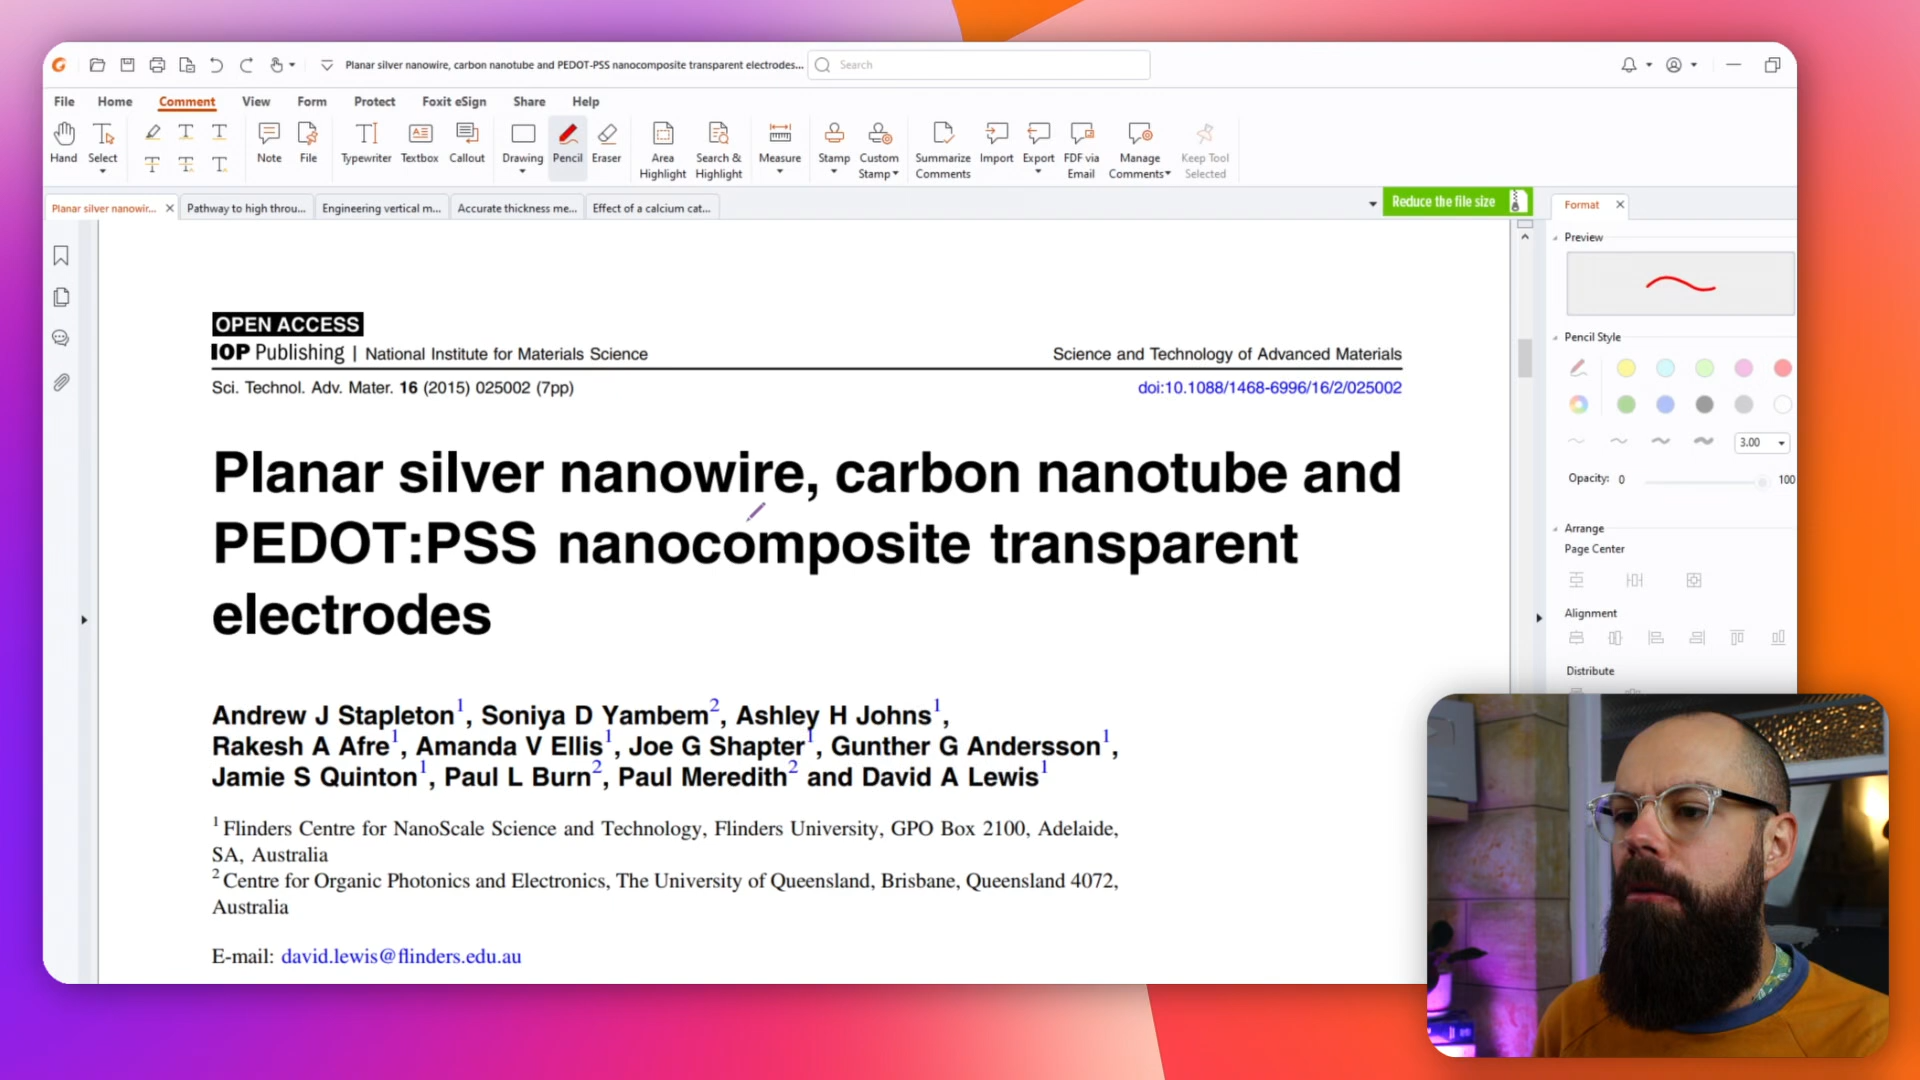 Planar silver nanowire, carbon nanotube and PEDOT-PSS nanocomposite transparent electrodes...
Search
File Home Comment View Form Protect Foxit eSign Share Help
Hand Select Note File Typewriter Textbox Callout Drawing Pencil Eraser Area Highlight Search & Highlight Measure Stamp Custom Stamp Summarize Comments Import Export FDF via Email Manage Comments Keep Tool Selected
Planar silver nanowir... Pathway to high throu... Engineering vertical m... Accurate thickness me... Effect of a calcium cat...
Reduce the file size
Format
Preview
Pencil Style
3.00
Opacity: 0 100
Arrange
Page Center
Alignment
Distribute
OPEN ACCESS
IOP Publishing | National Institute for Materials Science
Science and Technology of Advanced Materials
Sci. Technol. Adv. Mater. 16 (2015) 025002 (7pp)
doi:10.1088/1468-6996/16/2/025002
Planar silver nanowire, carbon nanotube and
PEDOT:PSS nanocomposite transparent
electrodes
Andrew J Stapleton1, Soniya D Yambem2, Ashley H Johns1,
Rakesh A Afre1, Amanda V Ellis1, Joe G Shapter1, Gunther G Andersson1,
Jamie S Quinton1, Paul L Burn2, Paul Meredith2 and David A Lewis1
1 Flinders Centre for NanoScale Science and Technology, Flinders University, GPO Box 2100, Adelaide,
SA, Australia
2 Centre for Organic Photonics and Electronics, The University of Queensland, Brisbane, Queensland 4072,
Australia
E-mail: david.lewis@flinders.edu.au